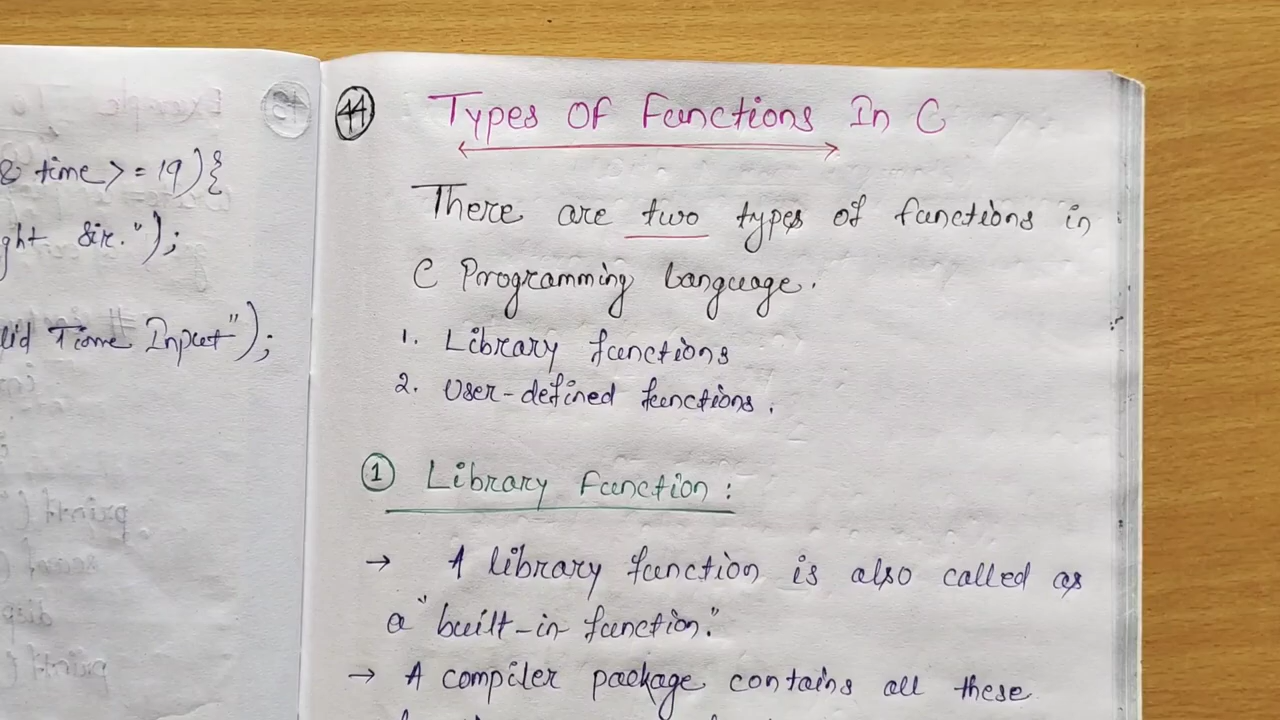 & time >= 19) {
ght Sir.");
lid Time Input");
44
Types Of Functions In C
There are two types of functions in
C Programming Language.
1. Library functions
2. User-defined functions.
1 Library Function:
→ A library function is also called as
a "built-in function."
→ A compiler package contains all these